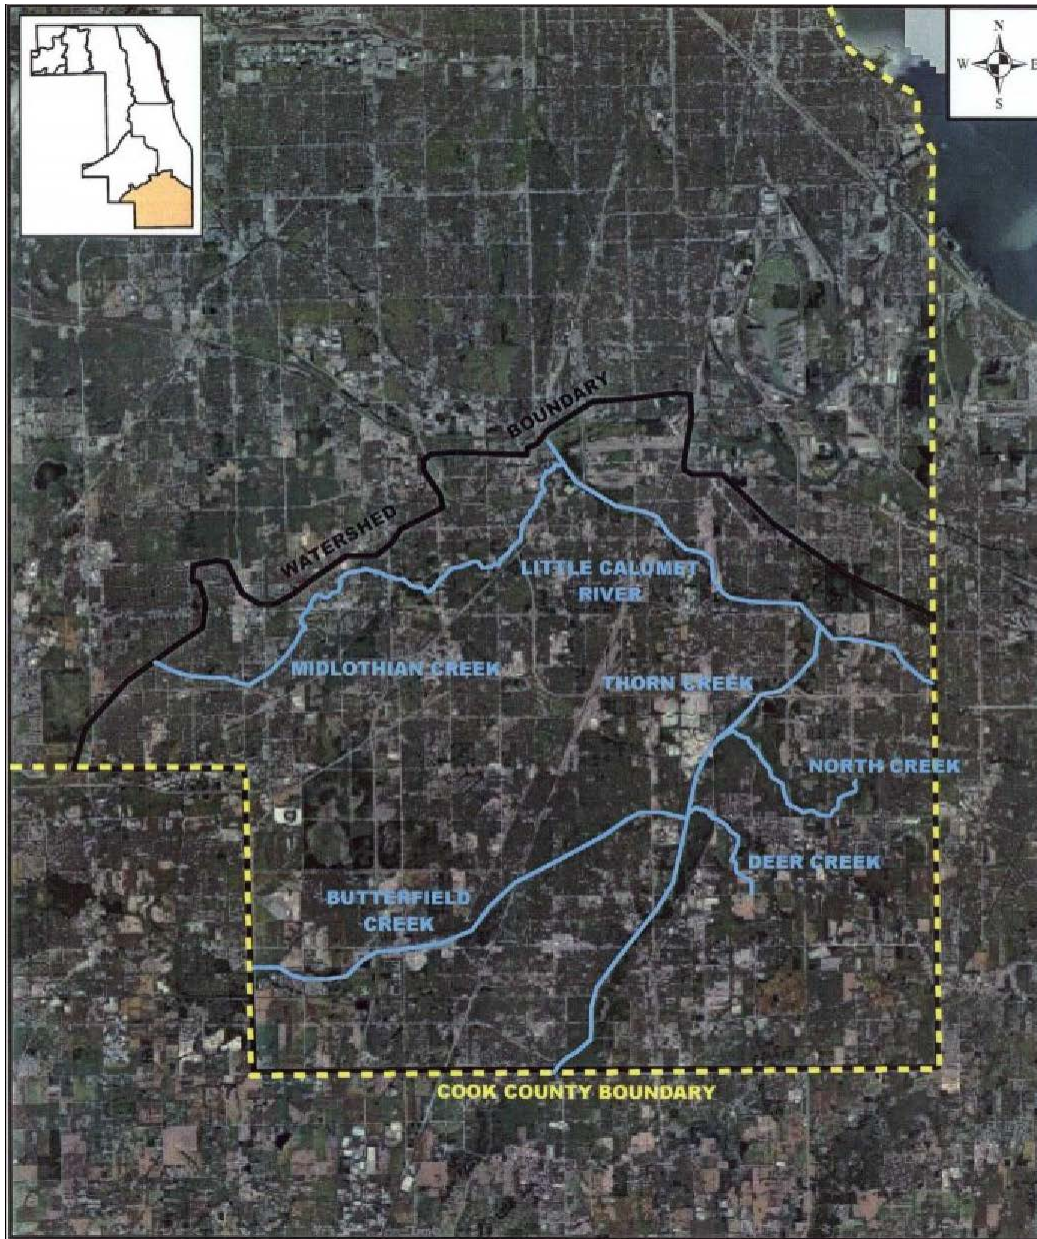 N
W E
S
WATERSHED BOUNDARY
LITTLE CALUMET
RIVER
MIDLOTHIAN CREEK
THORN CREEK
NORTH CREEK
DEER CREEK
BUTTERFIELD
CREEK
COOK COUNTY BOUNDARY